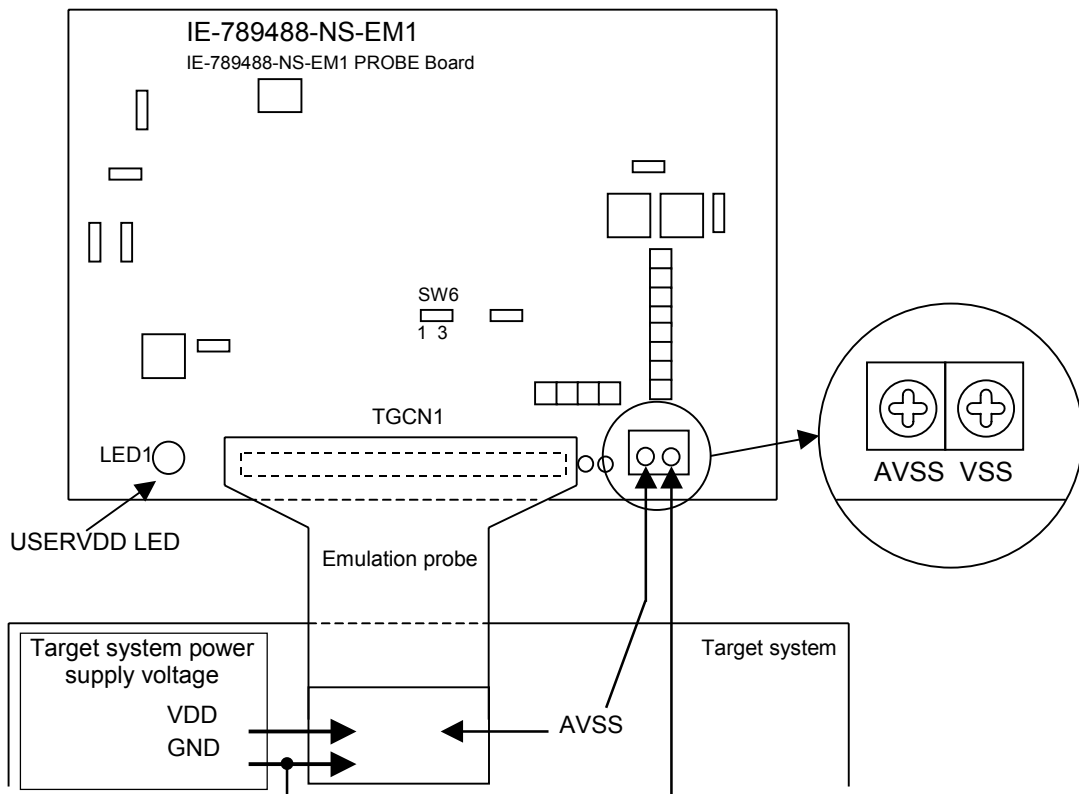 IE-789488-NS-EM1
IE-789488-NS-EM1 PROBE Board
SW6
1 3
TGCN1
LED1
AVSS VSS
USERVDD LED
Emulation probe
Target system power
supply voltage
Target system
VDD
AVSS
GND